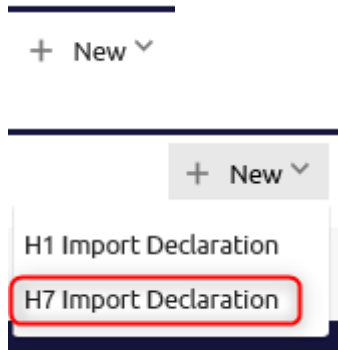 + New
+ New
H1 Import Declaration
H7 Import Declaration